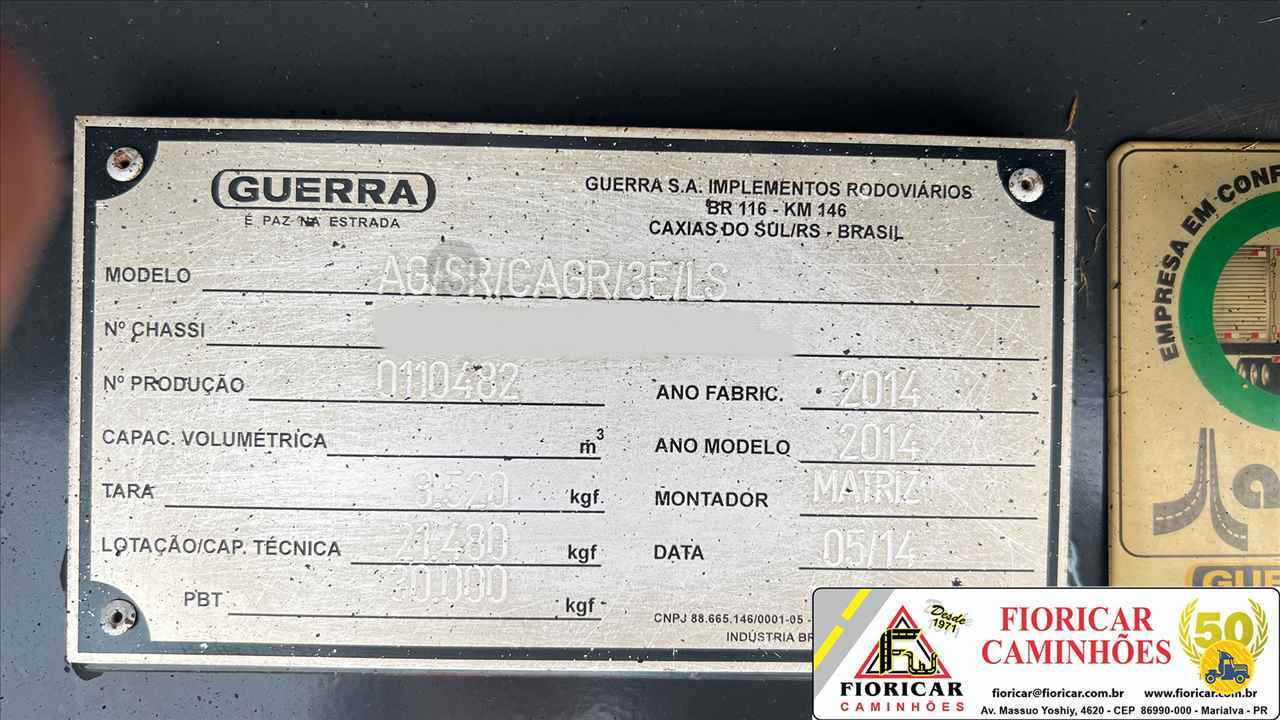 GUERRA
É PAZ NA ESTRADA
GUERRA S.A. IMPLEMENTOS RODOVIÁRIOS
BR 116 - KM 146
CAXIAS DO SUL/RS - BRASIL
MODELO AG/SR/CAGR/3E/LS
Nº CHASSI
Nº PRODUÇÃO 0110482
ANO FABRIC. 2014
CAPAC. VOLUMÉTRICA m³
ANO MODELO 2014
TARA 8.520 kgf
MONTADOR MATRIZ
LOTAÇÃO/CAP. TÉCNICA 21.480 kgf
DATA 05/14
PBT 30.000 kgf
CNPJ 88.665.146/0001-05 -
INDÚSTRIA BR
EMPRESA EM CONF
GUE
Desde
1971
FIORICAR
CAMINHÕES
FIORICAR
CAMINHÕES
50
fioricar@fioricar.com.br www.fioricar.com.br
Av. Massuo Yoshiy, 4620 - CEP 86990-000 - Marialva - PR